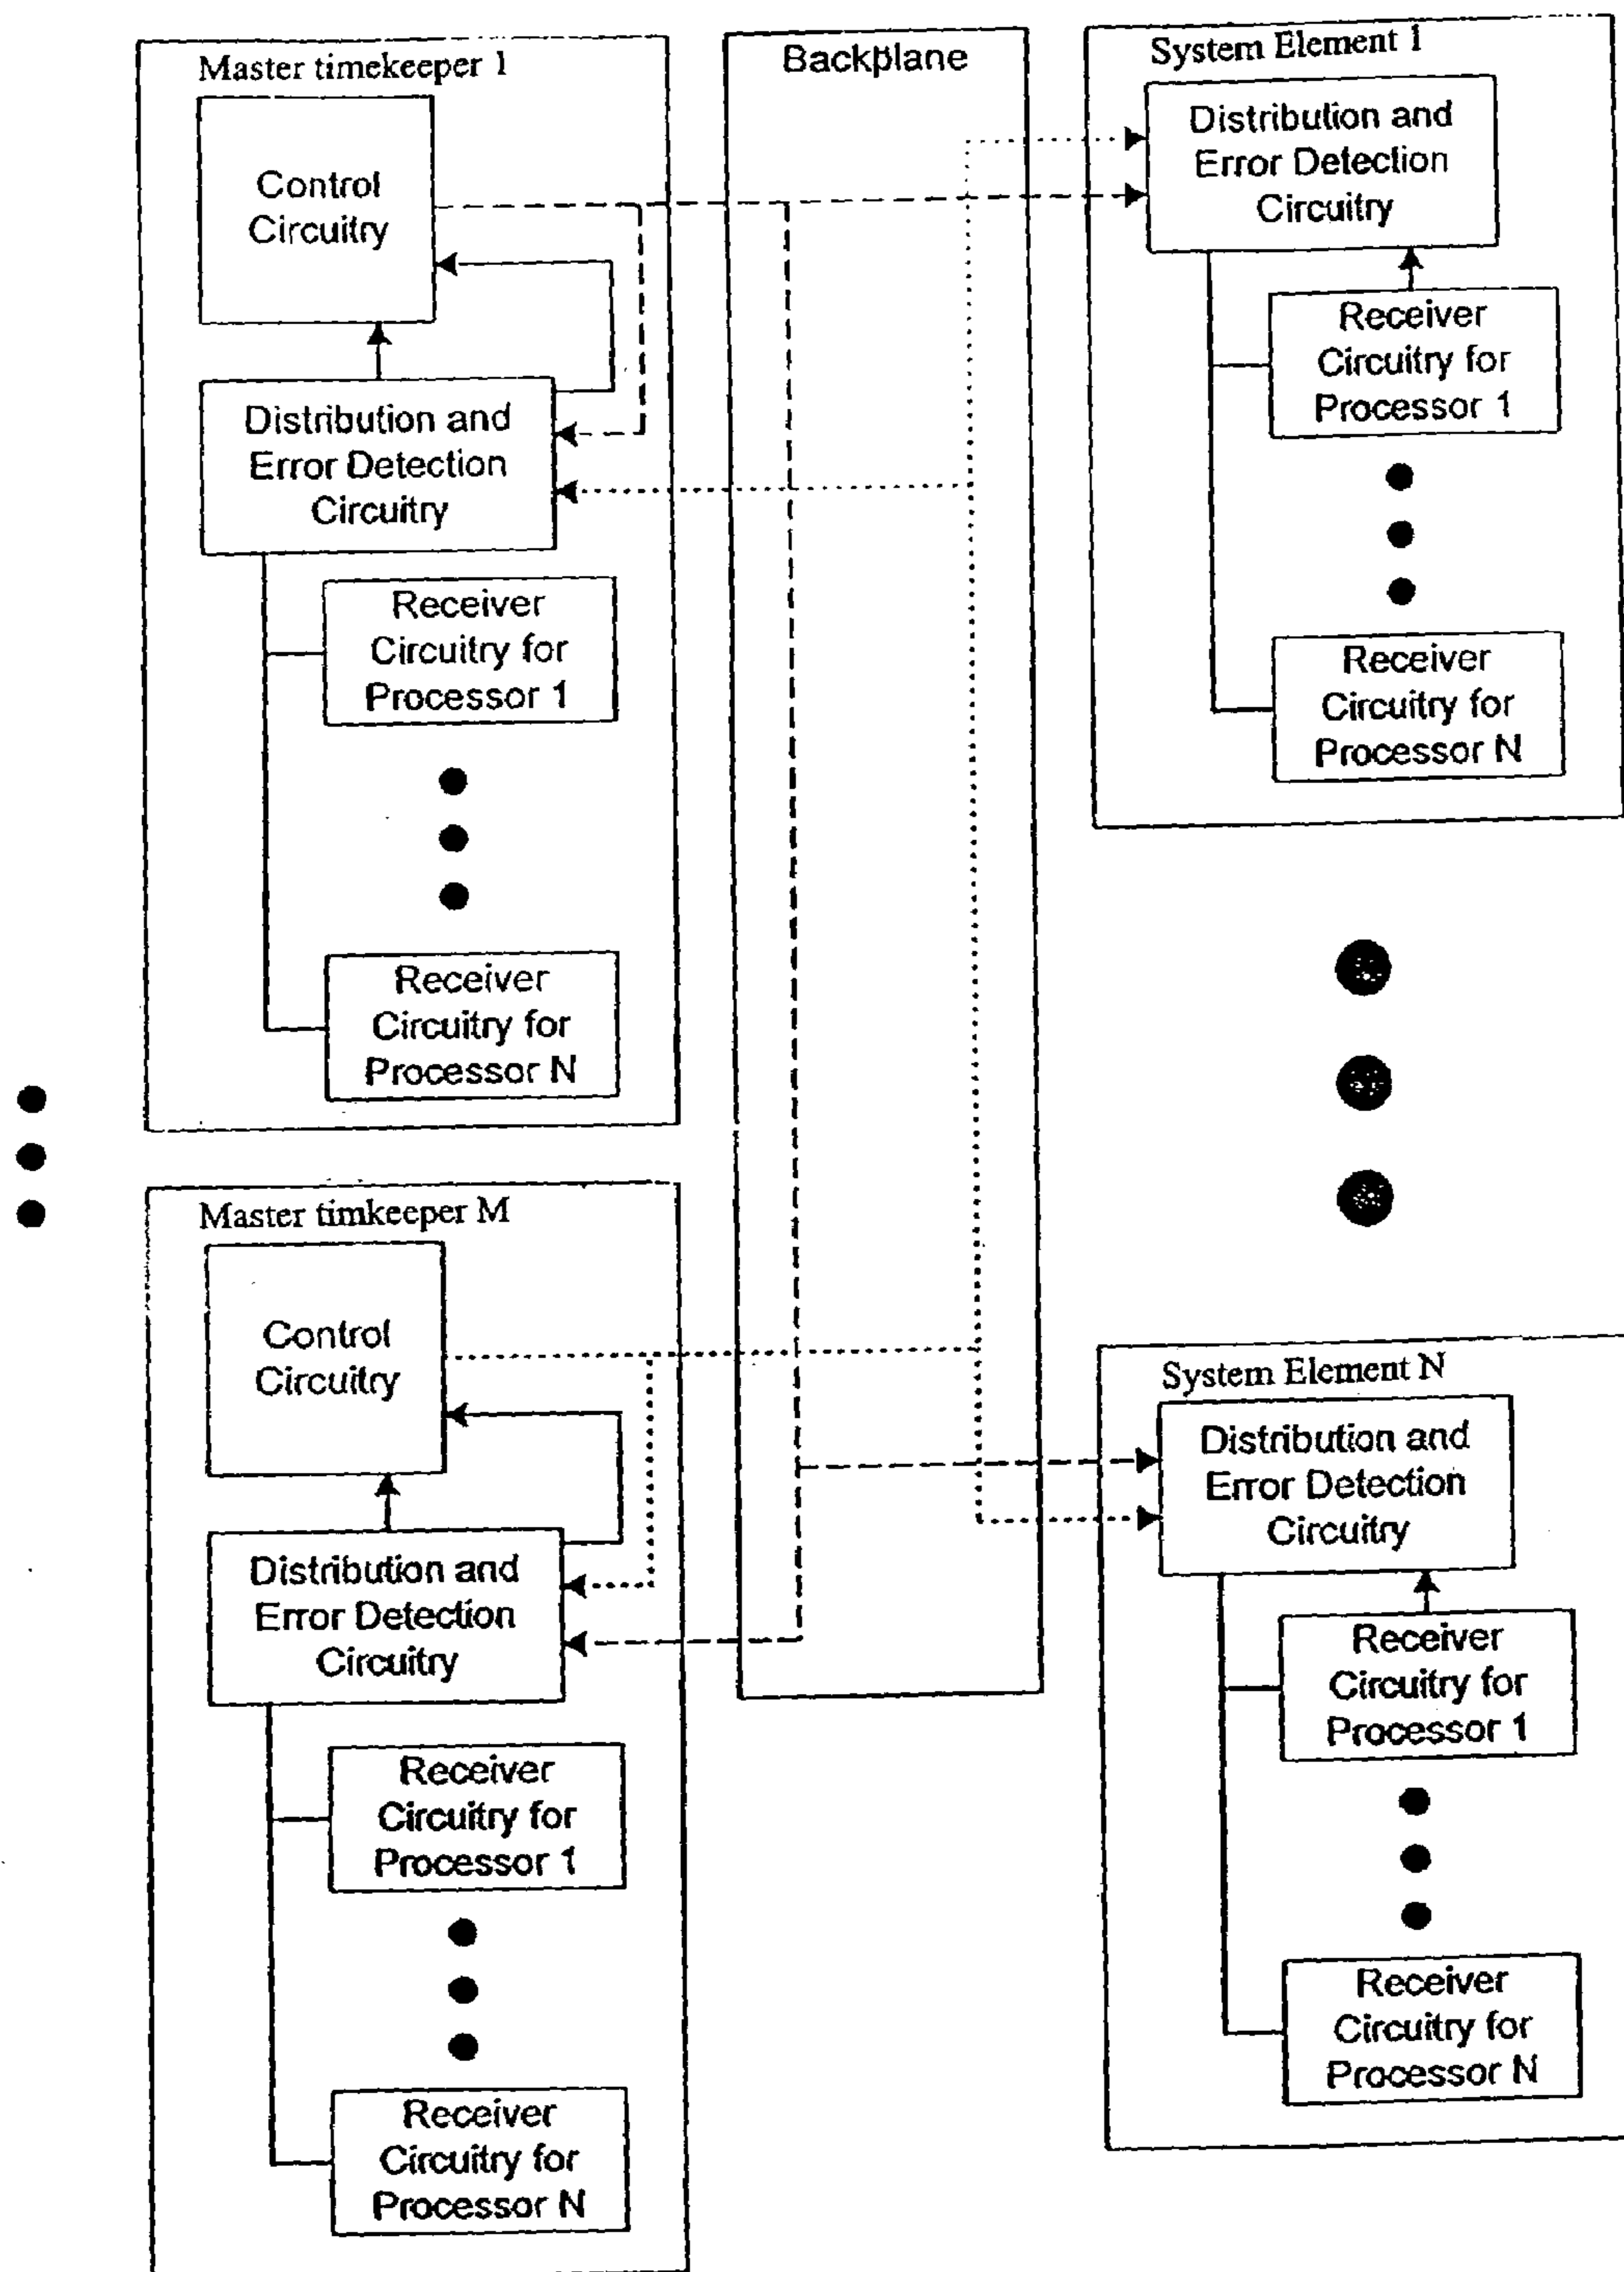 Master timekeeper 1
Control
Circuitry
Distribution and
Error Detection
Circuitry
Receiver
Circuitry for
Processor 1
Receiver
Circuitry for
Processor N
Master timkeeper M
Control
Circuitry
Distribution and
Error Detection
Circuitry
Receiver
Circuitry for
Processor 1
Receiver
Circuitry for
Processor N
Backplane
System Element 1
Distribution and
Error Detection
Circuitry
Receiver
Circuitry for
Processor 1
Receiver
Circuitry for
Processor N
System Element N
Distribution and
Error Detection
Circuitry
Receiver
Circuitry for
Processor 1
Receiver
Circuitry for
Processor N